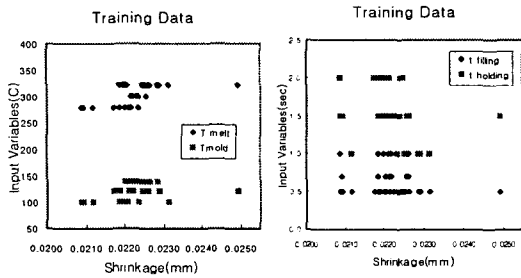 Training Data
Input Variables(C)
400
350
300
250
200
150
100
50
T melt
Tmold
0.0200 0.0210 0.0220 0.0230 0.0240 0.0250
Shrinkage(mm)
Training Data
Input Variables(sec)
2.5
2.0
1.5
1.0
0.5
0.0
t filling
t holding
0.0200 0.0210 0.0220 0.0230 0.0240 0.0250
Shrinkage(mm)